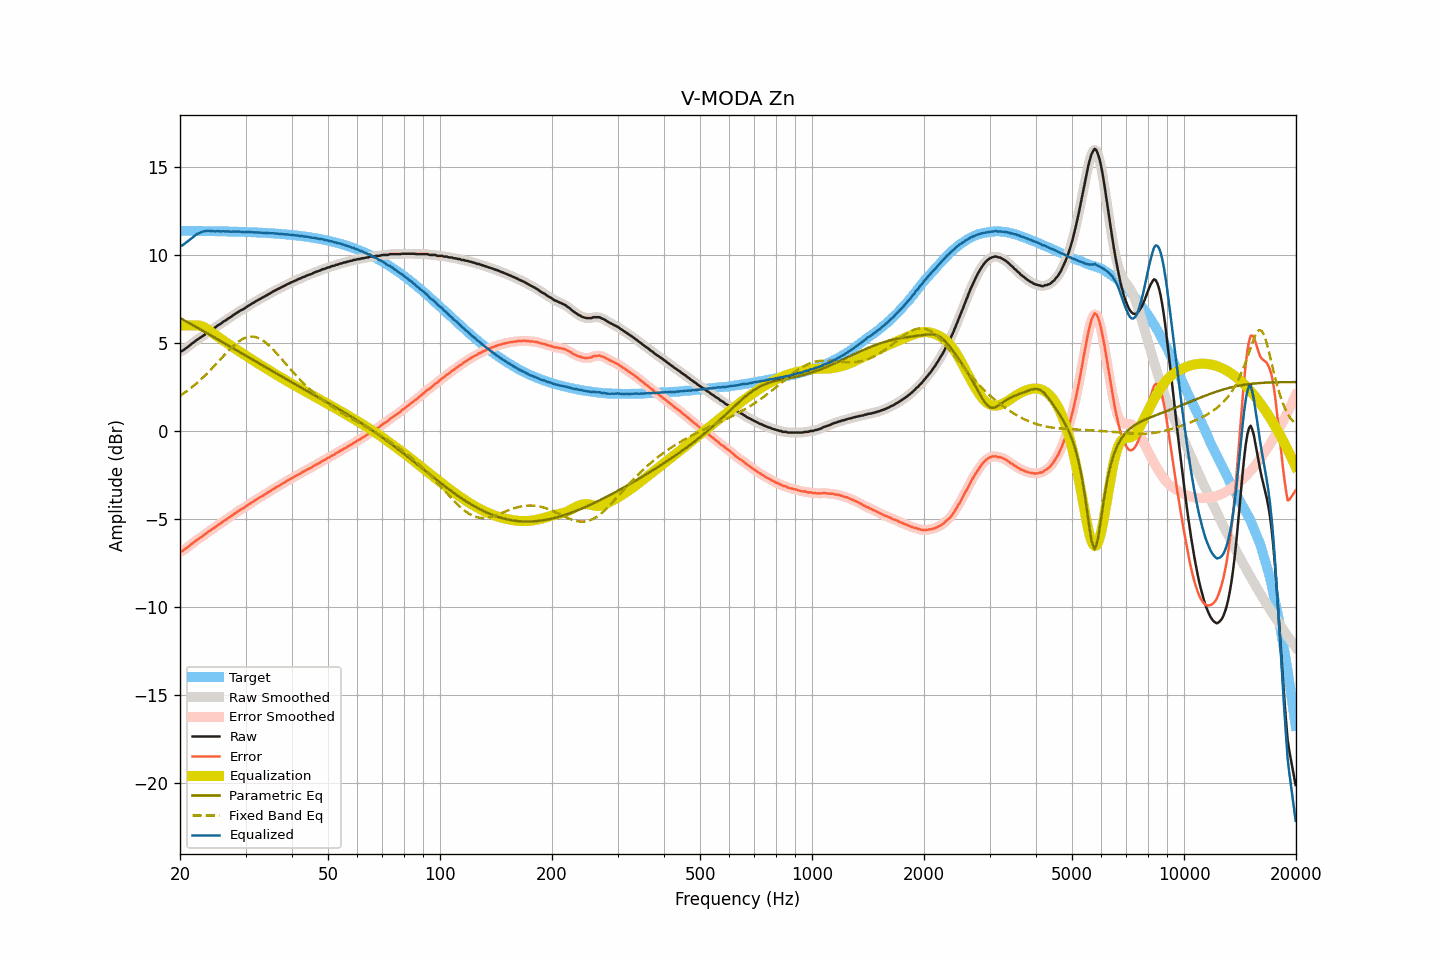 V-MODA Zn
Amplitude (dBr)
15
10
5
0
−5
−10
−15
−20
Target
Raw Smoothed
Error Smoothed
Raw
Error
Equalization
Parametric Eq
Fixed Band Eq
Equalized
20 50 100 200 500 1000 2000 5000 10000 20000
Frequency (Hz)